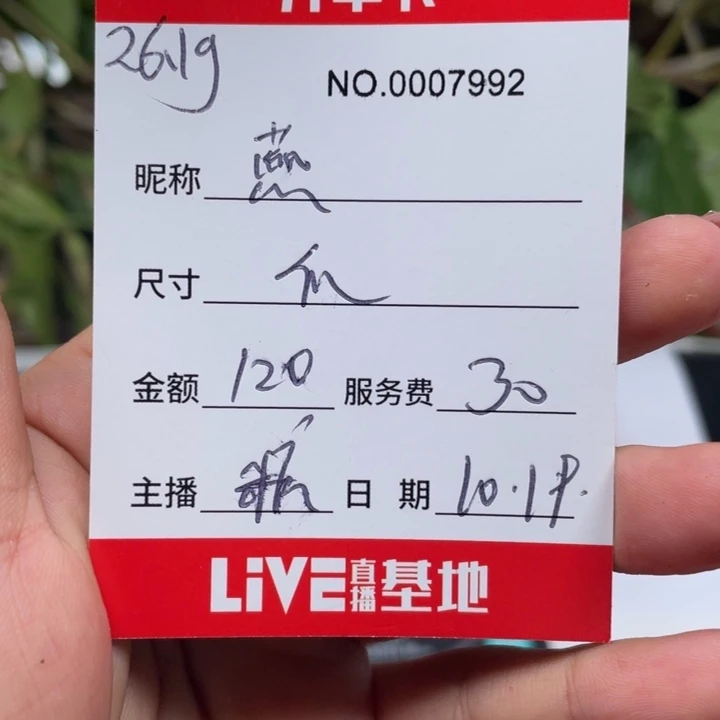 26.1g
NO.0007992
昵称 燕
尺寸
金额 120 服务费 30
主播 日 期 10.19.
LiVE直播基地